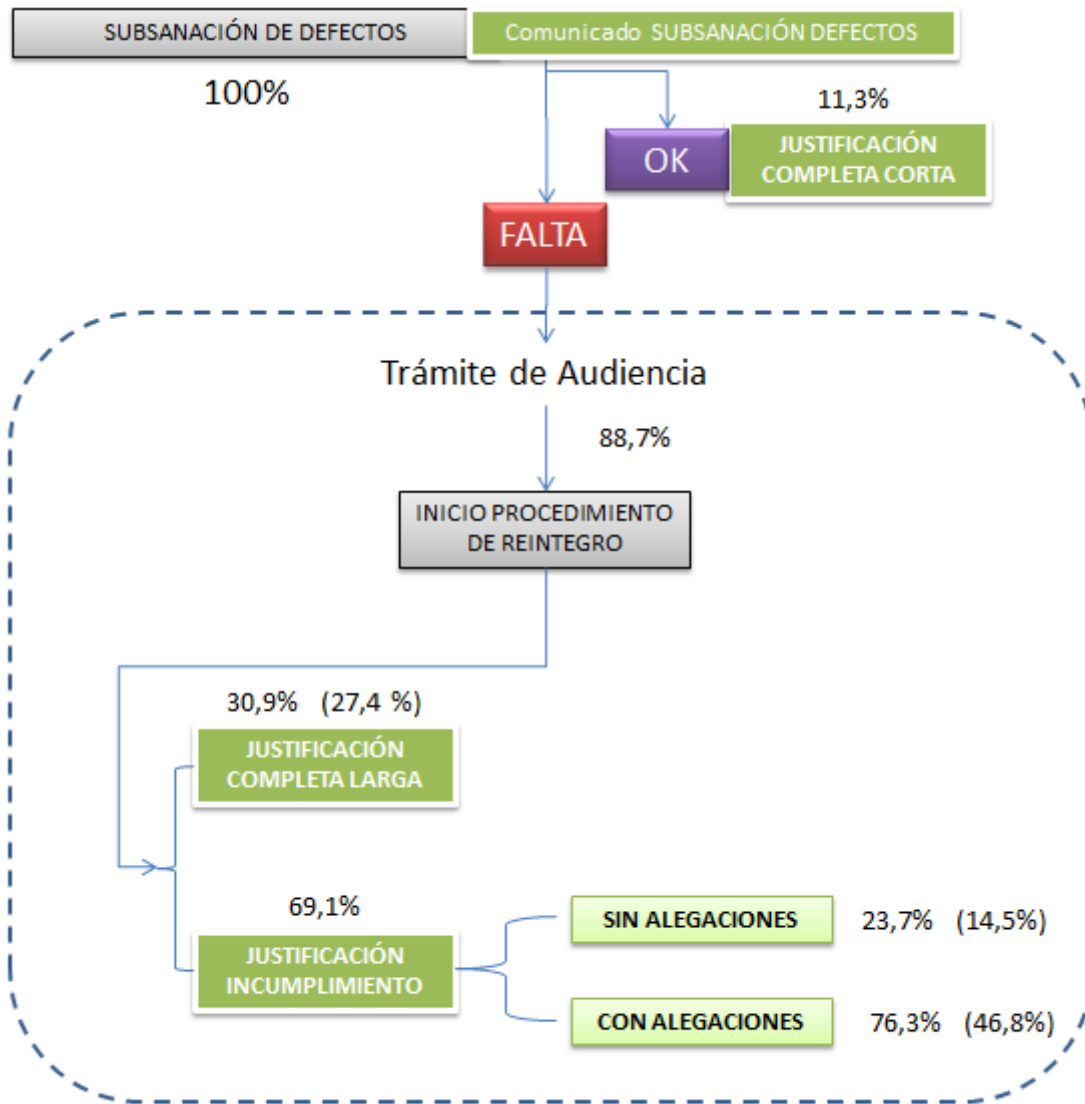 SUBSANACIÓN DE DEFECTOS
Comunicado SUBSANACIÓN DEFECTOS
100%
11,3%
OK
JUSTIFICACIÓN
COMPLETA CORTA
FALTA
Trámite de Audiencia
88,7%
INICIO PROCEDIMIENTO
DE REINTEGRO
30,9% (27,4 %)
JUSTIFICACIÓN
COMPLETA LARGA
69,1%
JUSTIFICACIÓN
INCUMPLIMIENTO
SIN ALEGACIONES
23,7% (14,5%)
CON ALEGACIONES
76,3% (46,8%)